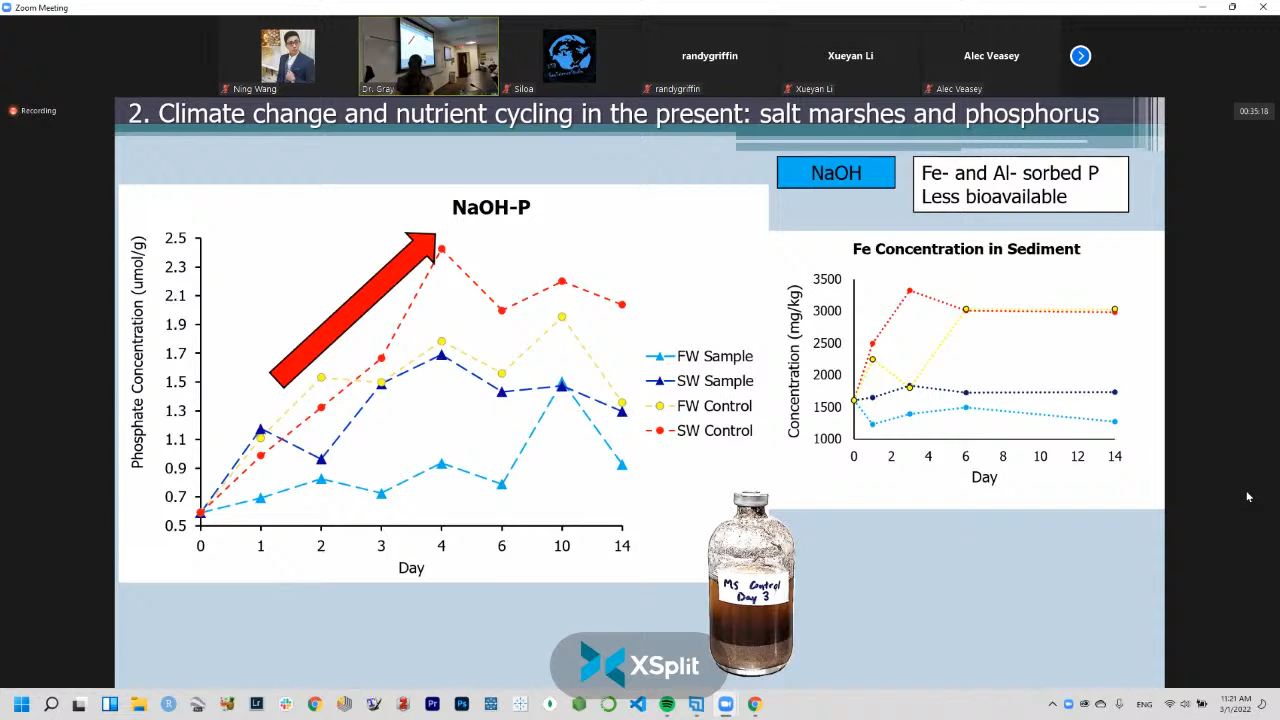 Zoom Meeting
randygriffin
Xueyan Li
Alec Veasey
Ning Wang
Dr. Gray
Siloa
randygriffin
Xueyan Li
Alec Veasey
Recording
00:35:18
2. Climate change and nutrient cycling in the present: salt marshes and phosphorus
NaOH
Fe- and Al- sorbed P
Less bioavailable
NaOH-P
Phosphate Concentration (umol/g)
2.5
2.3
2.1
1.9
1.7
1.5
1.3
1.1
0.9
0.7
0.5
0 1 2 3 4 6 10 14
Day
FW Sample
SW Sample
FW Control
SW Control
Fe Concentration in Sediment
Concentration (mg/kg)
3500
3000
2500
2000
1500
1000
0 2 4 6 8 10 12 14
Day
MS Control
Day 3
XSplit
ENG
11:21 AM
3/1/2022